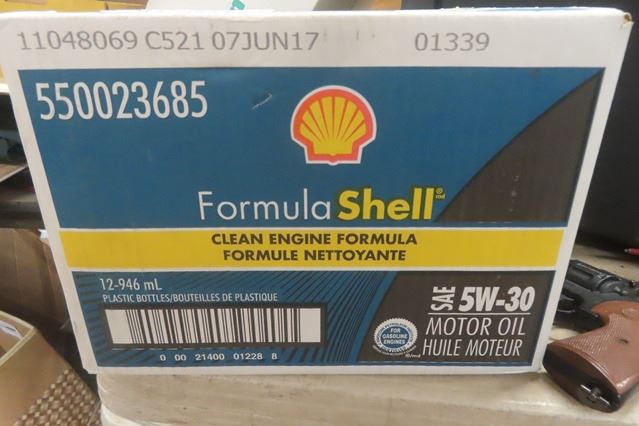 11048069 C521 07JUN17 01339
550023685
Formula Shell® md
CLEAN ENGINE FORMULA
FORMULE NETTOYANTE
12-946 mL
PLASTIC BOTTLES/BOUTEILLES DE PLASTIQUE
SAE 5W-30
MOTOR OIL
HUILE MOTEUR
FOR
GASOLINE
ENGINES
0 00 21400 01228 8